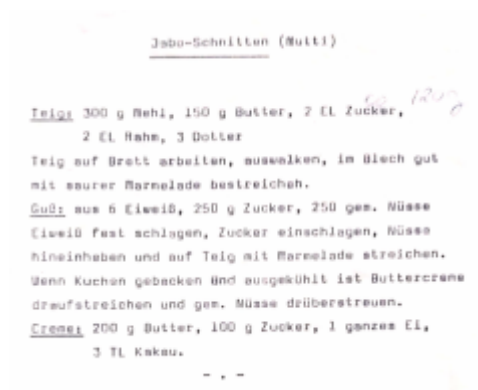 Jabo-Schnitten (Mutti)
Teig: 300 g Mehl, 150 g Butter, 2 EL Zucker,
2 EL Rahm, 3 Dotter
Teig auf Brett arbeiten, auswalken, im Blech gut
mit saurer Marmelade bestreichen.
Guß: aus 6 Eiweiß, 250 g Zucker, 250 gem. Nüsse
Eiweiß fest schlagen, Zucker einschlagen, Nüsse
hineinheben und auf Teig mit Marmelade streichen.
Wenn Kuchen gebacken und ausgekühlt ist Buttercreme
draufstreichen und gem. Nüsse drüberstreuen.
Creme: 200 g Butter, 100 g Zucker, 1 ganzes Ei,
3 TL Kakau.
- . -